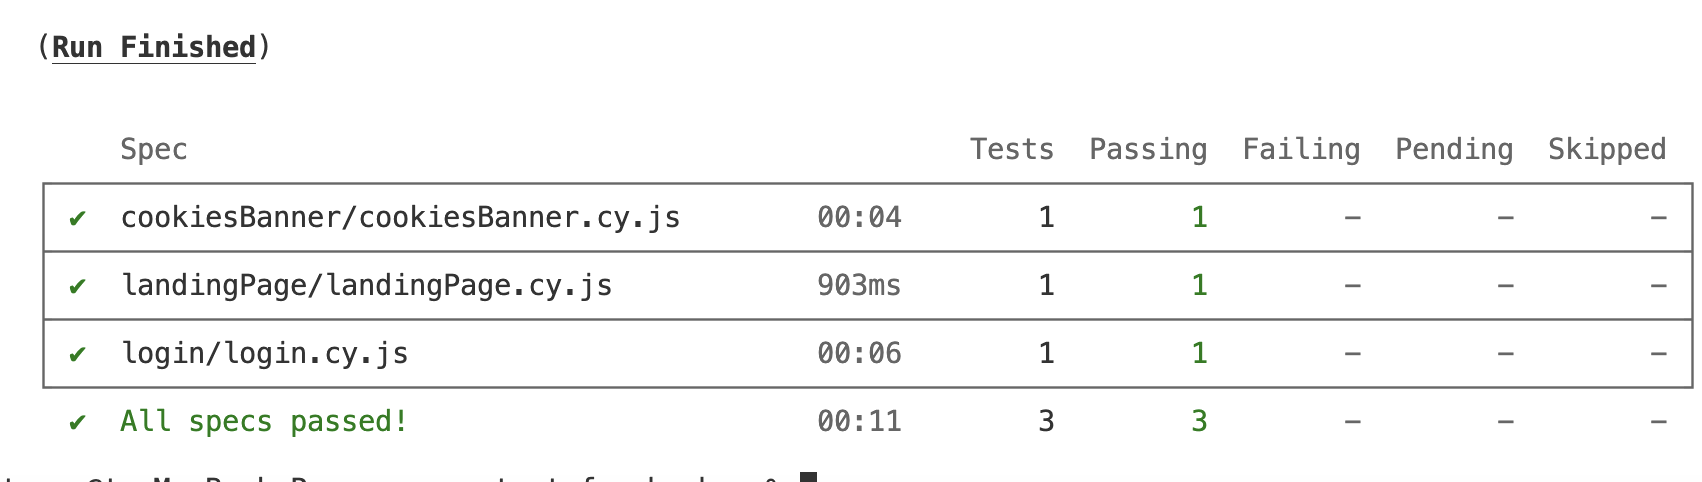 (Run Finished)
Spec Tests Passing Failing Pending Skipped
✔ cookiesBanner/cookiesBanner.cy.js 00:04 1 1 - - -
✔ landingPage/landingPage.cy.js 903ms 1 1 - - -
✔ login/login.cy.js 00:06 1 1 - - -
✔ All specs passed! 00:11 3 3 - - -